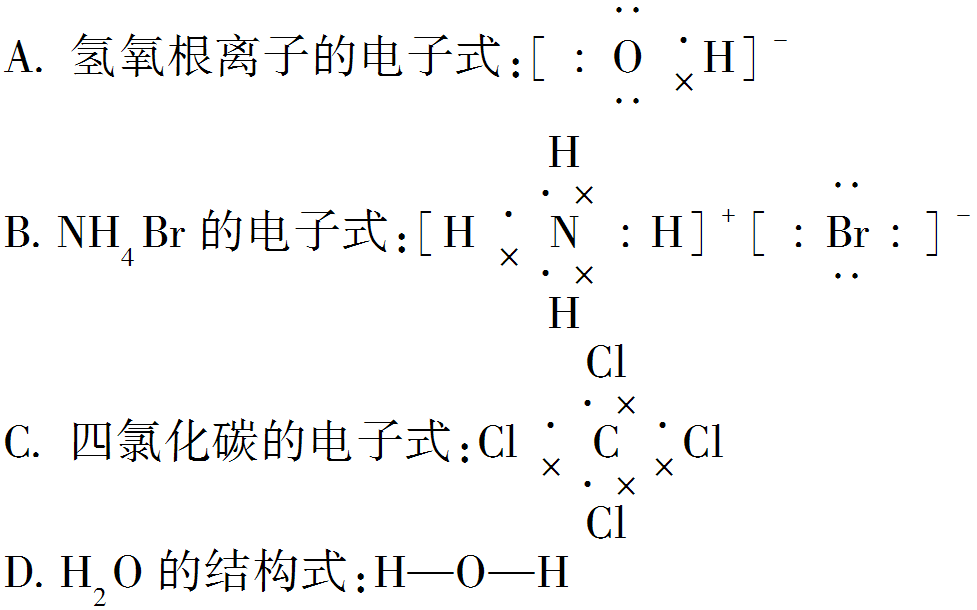 ··
A. 氢氧根离子的电子式:[ : O ·× H]⁻
··
H
· × ··
B. NH₄Br 的电子式:[ H ·× N : H]⁺[ : Br : ]⁻
· × ··
H
Cl
· ×
C. 四氯化碳的电子式:Cl ·× C ·× Cl
· ×
Cl
D. H₂O 的结构式:H—O—H